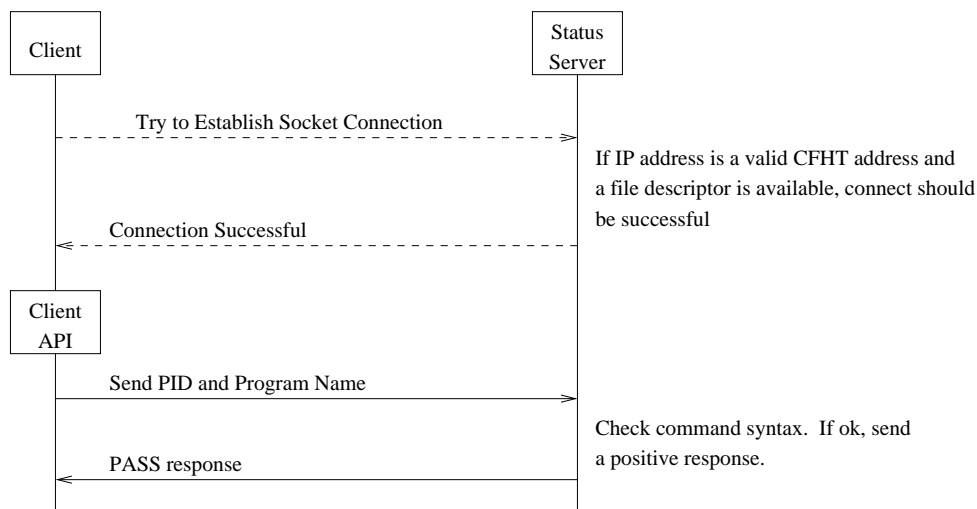 Client
Status
Server
Try to Establish Socket Connection
If IP address is a valid CFHT address and
a file descriptor is available, connect should
be successful
Connection Successful
Client
API
Send PID and Program Name
Check command syntax.  If ok, send
a positive response.
PASS response